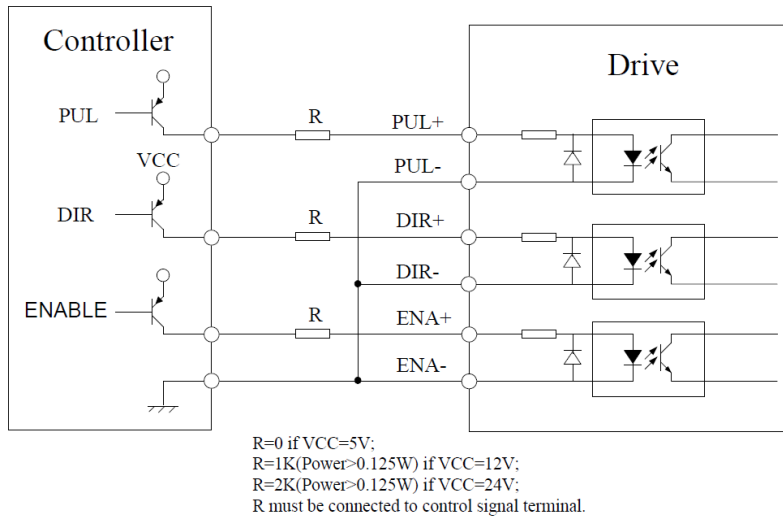 Controller
Drive
PUL
R
PUL+
VCC
PUL-
DIR
R
DIR+
DIR-
ENABLE
R
ENA+
ENA-
R=0 if VCC=5V;
R=1K(Power>0.125W) if VCC=12V;
R=2K(Power>0.125W) if VCC=24V;
R must be connected to control signal terminal.